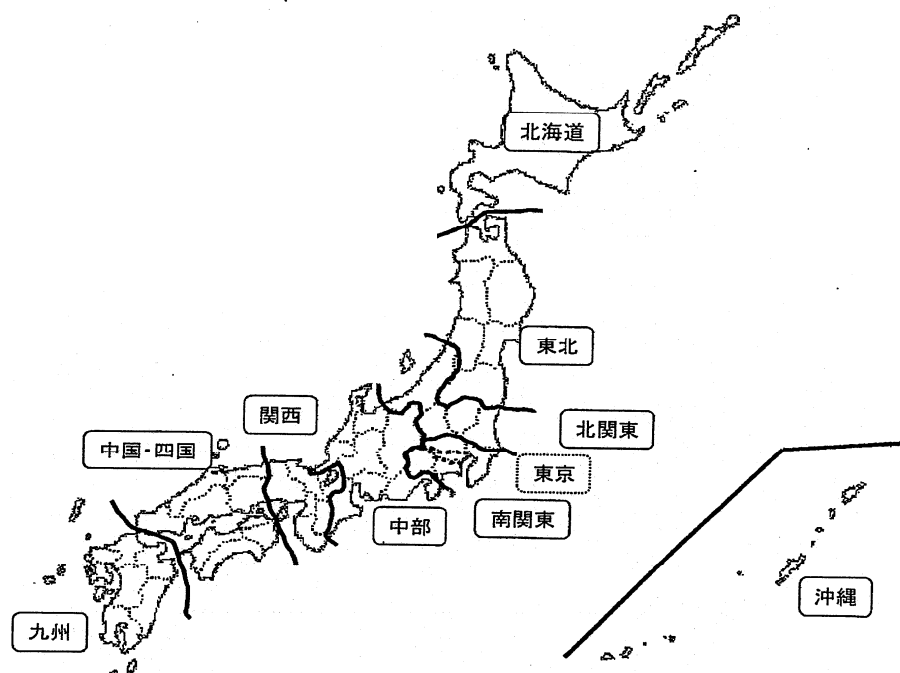 北海道
東北
関西
北関東
中国-四国
東京
中部
南関東
沖縄
九州